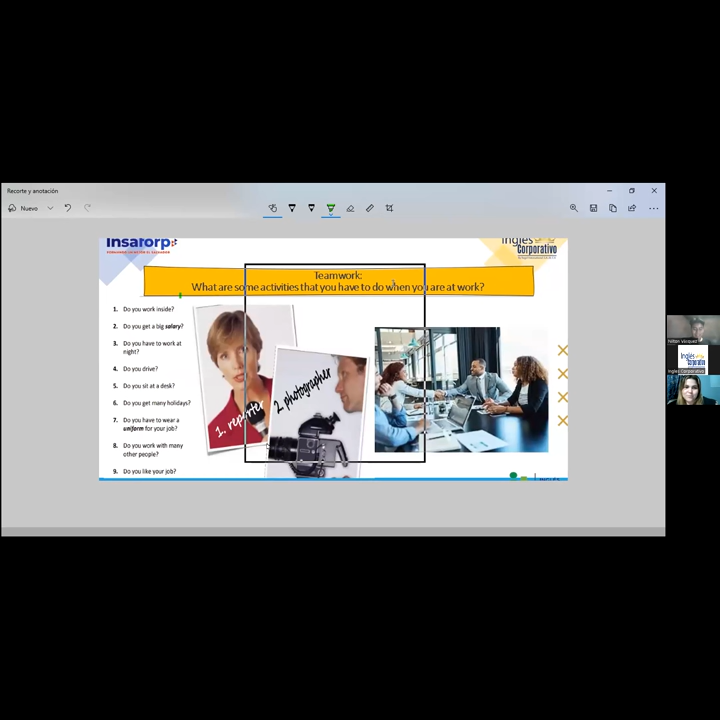 Recorte y anotación
Nuevo
insaforp
Inglés
Corporativo
Teamwork:
What are some activities that you have to do when you are at work?
1. Do you work inside?
2. Do you get a big salary?
3. Do you have to work at
night?
4. Do you drive?
5. Do you sit at a desk?
6. Do you get many holidays?
7. Do you have to wear a
uniform for your job?
8. Do you work with many
other people?
9. Do you like your job?
1. reporter
2 photographer
Inglés
Corporativo
Ingles Corporativo